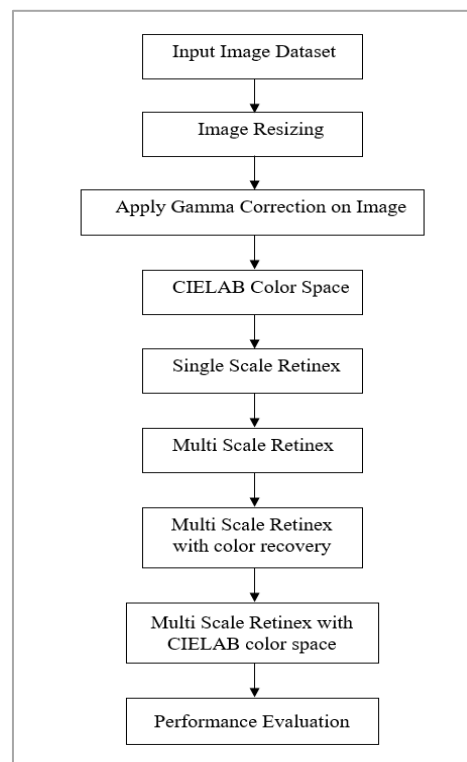 Input Image Dataset
Image Resizing
Apply Gamma Correction on Image
CIELAB Color Space
Single Scale Retinex
Multi Scale Retinex
Multi Scale Retinex
with color recovery
Multi Scale Retinex with
CIELAB color space
Performance Evaluation